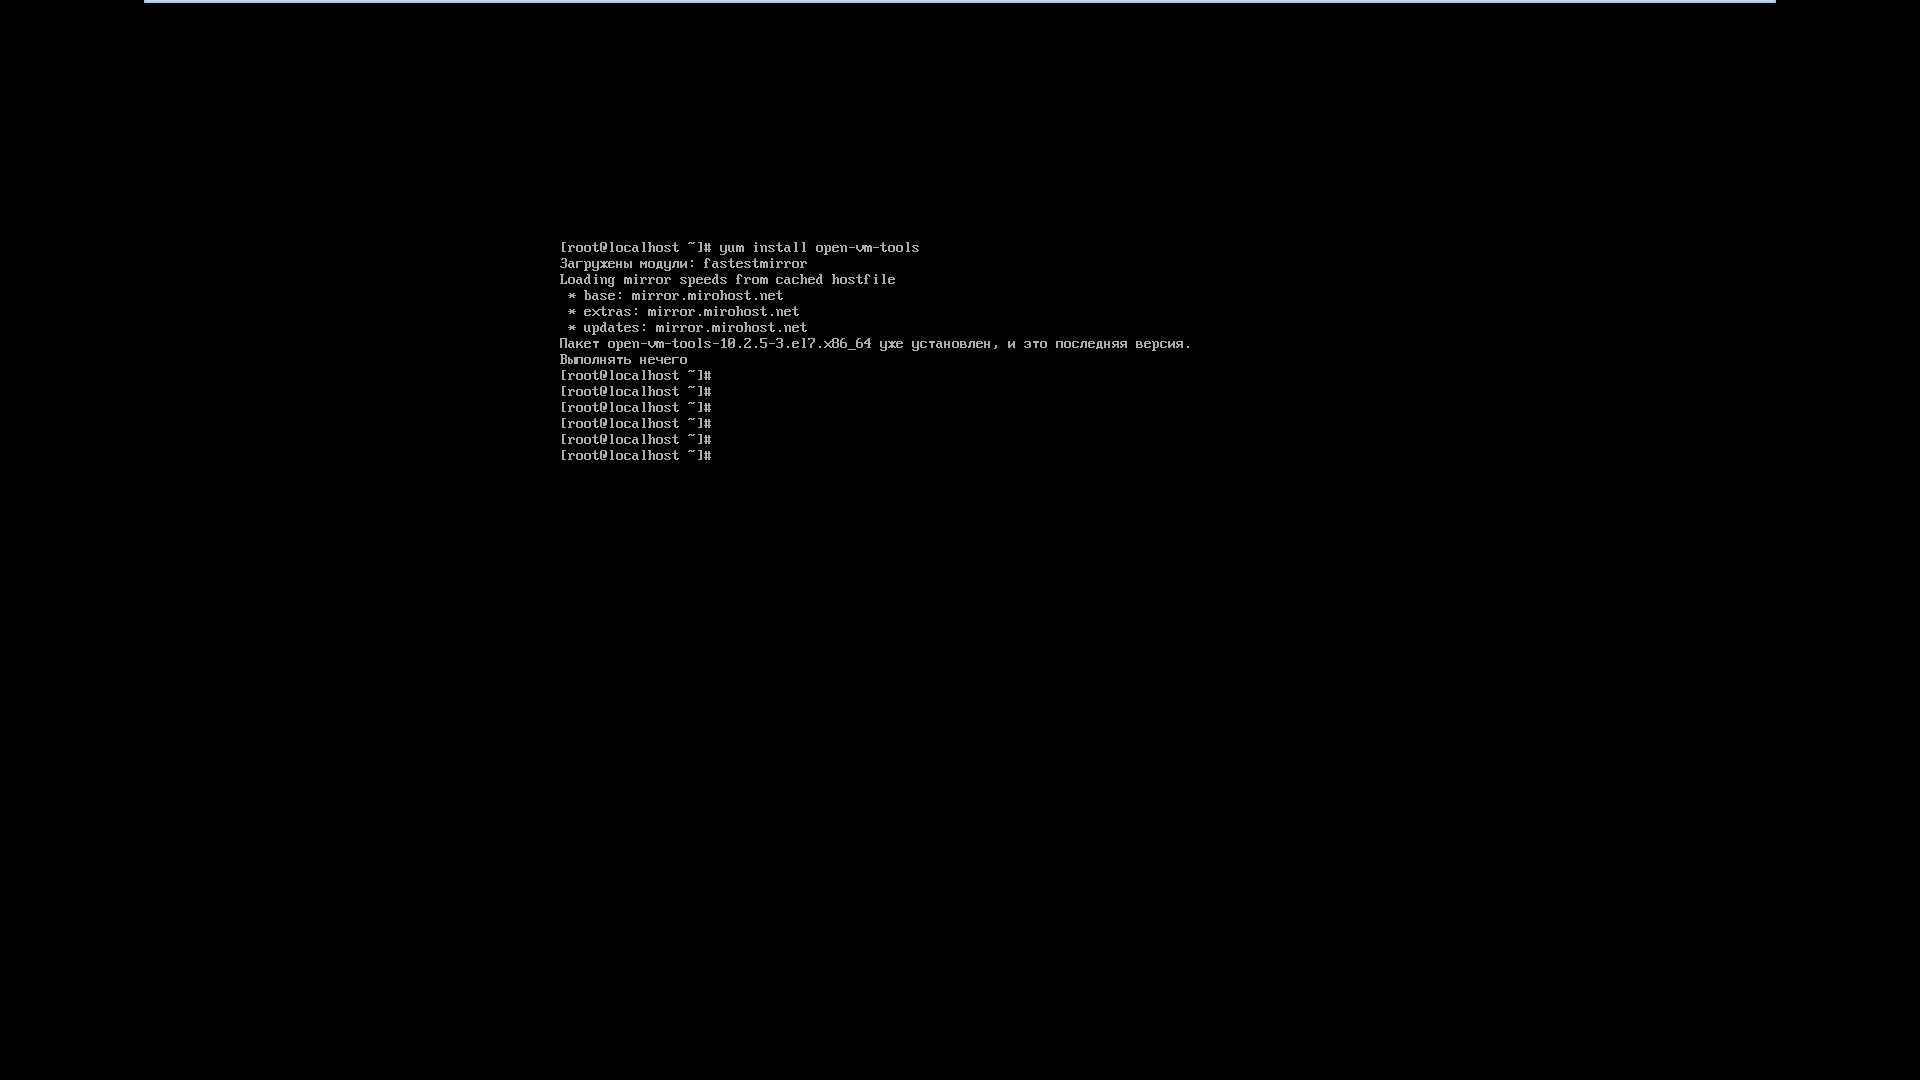 [root@localhost ~]# yum install open-vm-tools
Загружены модули: fastestmirror
Loading mirror speeds from cached hostfile
 * base: mirror.mirohost.net
 * extras: mirror.mirohost.net
 * updates: mirror.mirohost.net
Пакет open-vm-tools-10.2.5-3.el7.x86_64 уже установлен, и это последняя версия.
Выполнять нечего
[root@localhost ~]#
[root@localhost ~]#
[root@localhost ~]#
[root@localhost ~]#
[root@localhost ~]#
[root@localhost ~]#